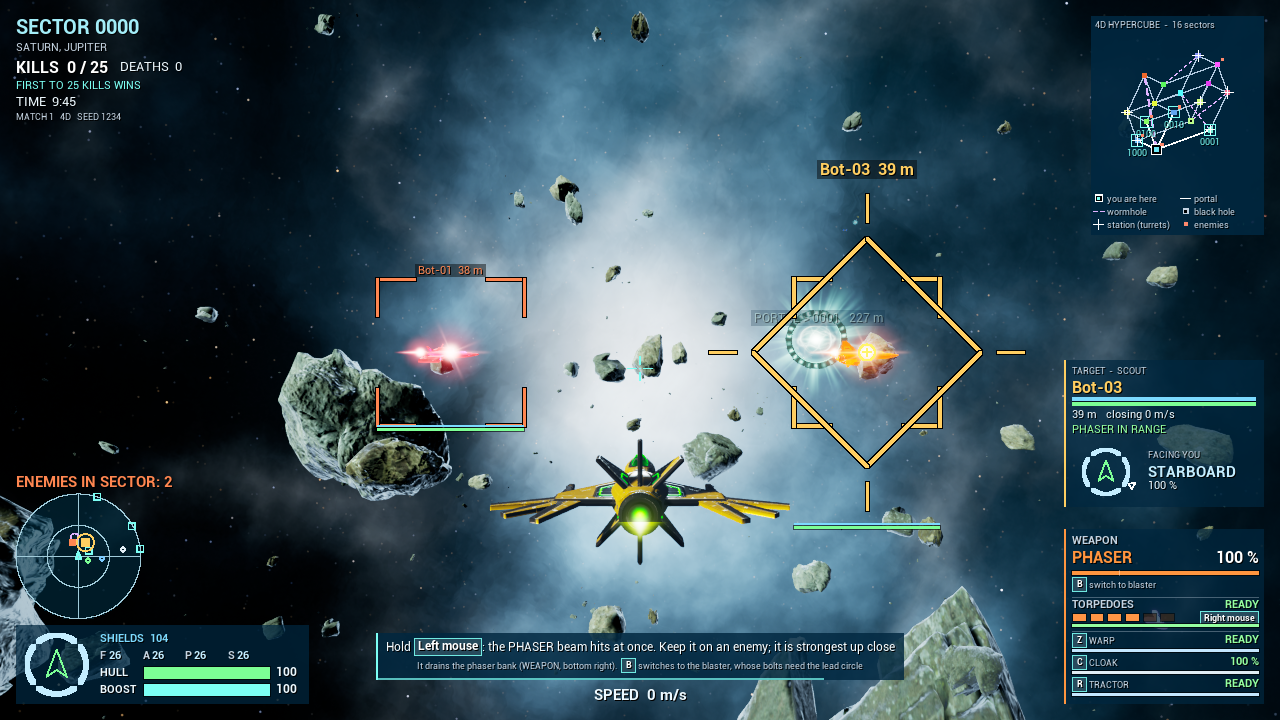 SECTOR 0000
SATURN, JUPITER
KILLS 0 / 25 DEATHS 0
FIRST TO 25 KILLS WINS
TIME 9:45
MATCH 1 4D SEED 1234
4D HYPERCUBE - 16 sectors
0010
0100
0001
1000
you are here
portal
wormhole
black hole
station (turrets)
enemies
Bot-03 39 m
Bot-01 38 m
0001 227 m
TARGET - SCOUT
Bot-03
39 m closing 0 m/s
PHASER IN RANGE
FACING YOU
STARBOARD
100 %
ENEMIES IN SECTOR: 2
SHIELDS 104
F 26 A 26 P 26 S 26
HULL 100
BOOST 100
Hold Left mouse : the PHASER beam hits at once. Keep it on an enemy; it is strongest up close
It drains the phaser bank (WEAPON, bottom right). B switches to the blaster, whose bolts need the lead circle
SPEED 0 m/s
WEAPON
PHASER 100 %
B switch to blaster
TORPEDOES READY
Right mouse
Z WARP READY
C CLOAK 100 %
R TRACTOR READY